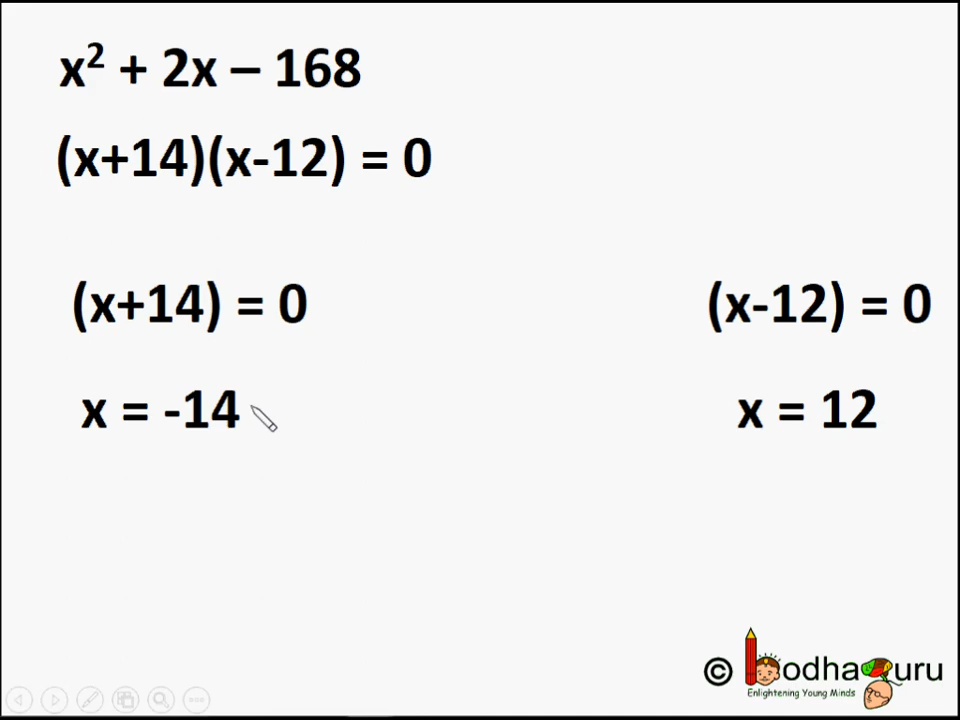 x² + 2x – 168
(x+14)(x-12) = 0
(x+14) = 0
(x-12) = 0
x = -14
x = 12
© bodhaguru
Enlightening Young Minds